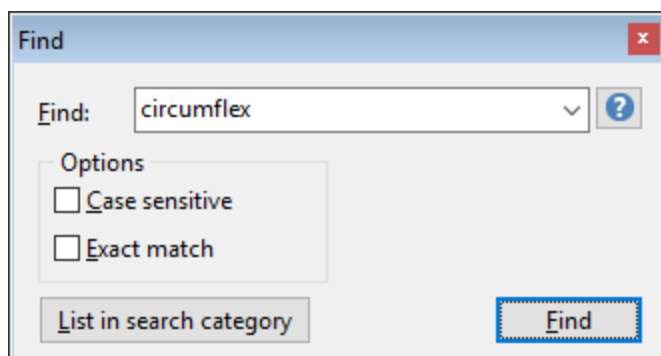 Find
Find: circumflex
Options
Case sensitive
Exact match
List in search category Find